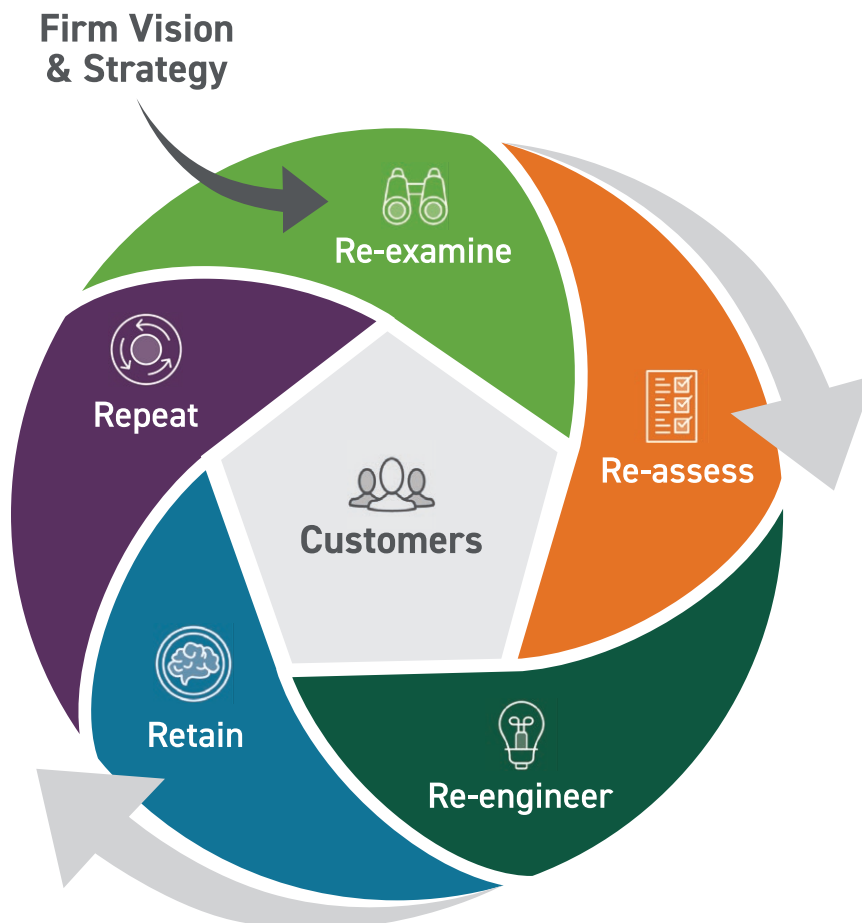 Firm Vision
& Strategy
Re-examine
Re-assess
Re-engineer
Retain
Repeat
Customers